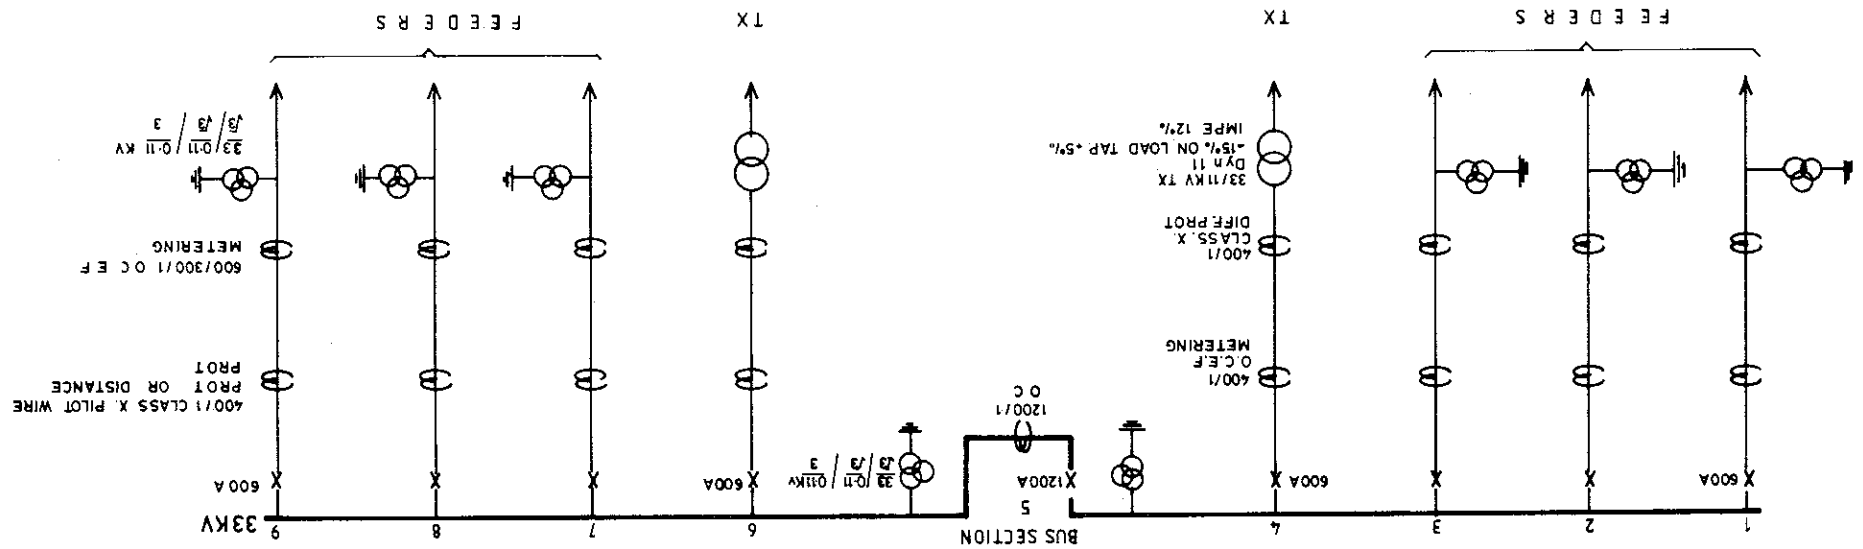 33KV
9
8
7
6
BUS SECTION
5
4
3
2
1
600A
600A
1200A
600A
600A
33/√3 / 0·11/√3 / 0.11Kv/3
1200/1
O C
400/1 CLASS X. PILOT WIRE
PROT OR DISTANCE
PROT
400/1
O.C.E.F
METERING
600/300/1 O C E F
METERING
400/1
CLASS. X.
DIFF. PROT
33/√3 / 0·11/√3 / 0·11/3 KV
33/11KV TX
Dyn 11
-15% ON LOAD TAP +5%
IMPE 12%
FEEDERS
TX
TX
FEEDERS